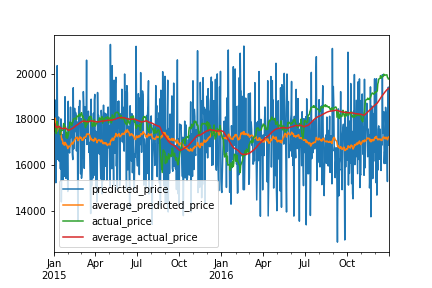 20000
18000
16000
14000
predicted_price
average_predicted_price
actual_price
average_actual_price
Jan Apr Jul Oct Jan Apr Jul Oct
2015 2016